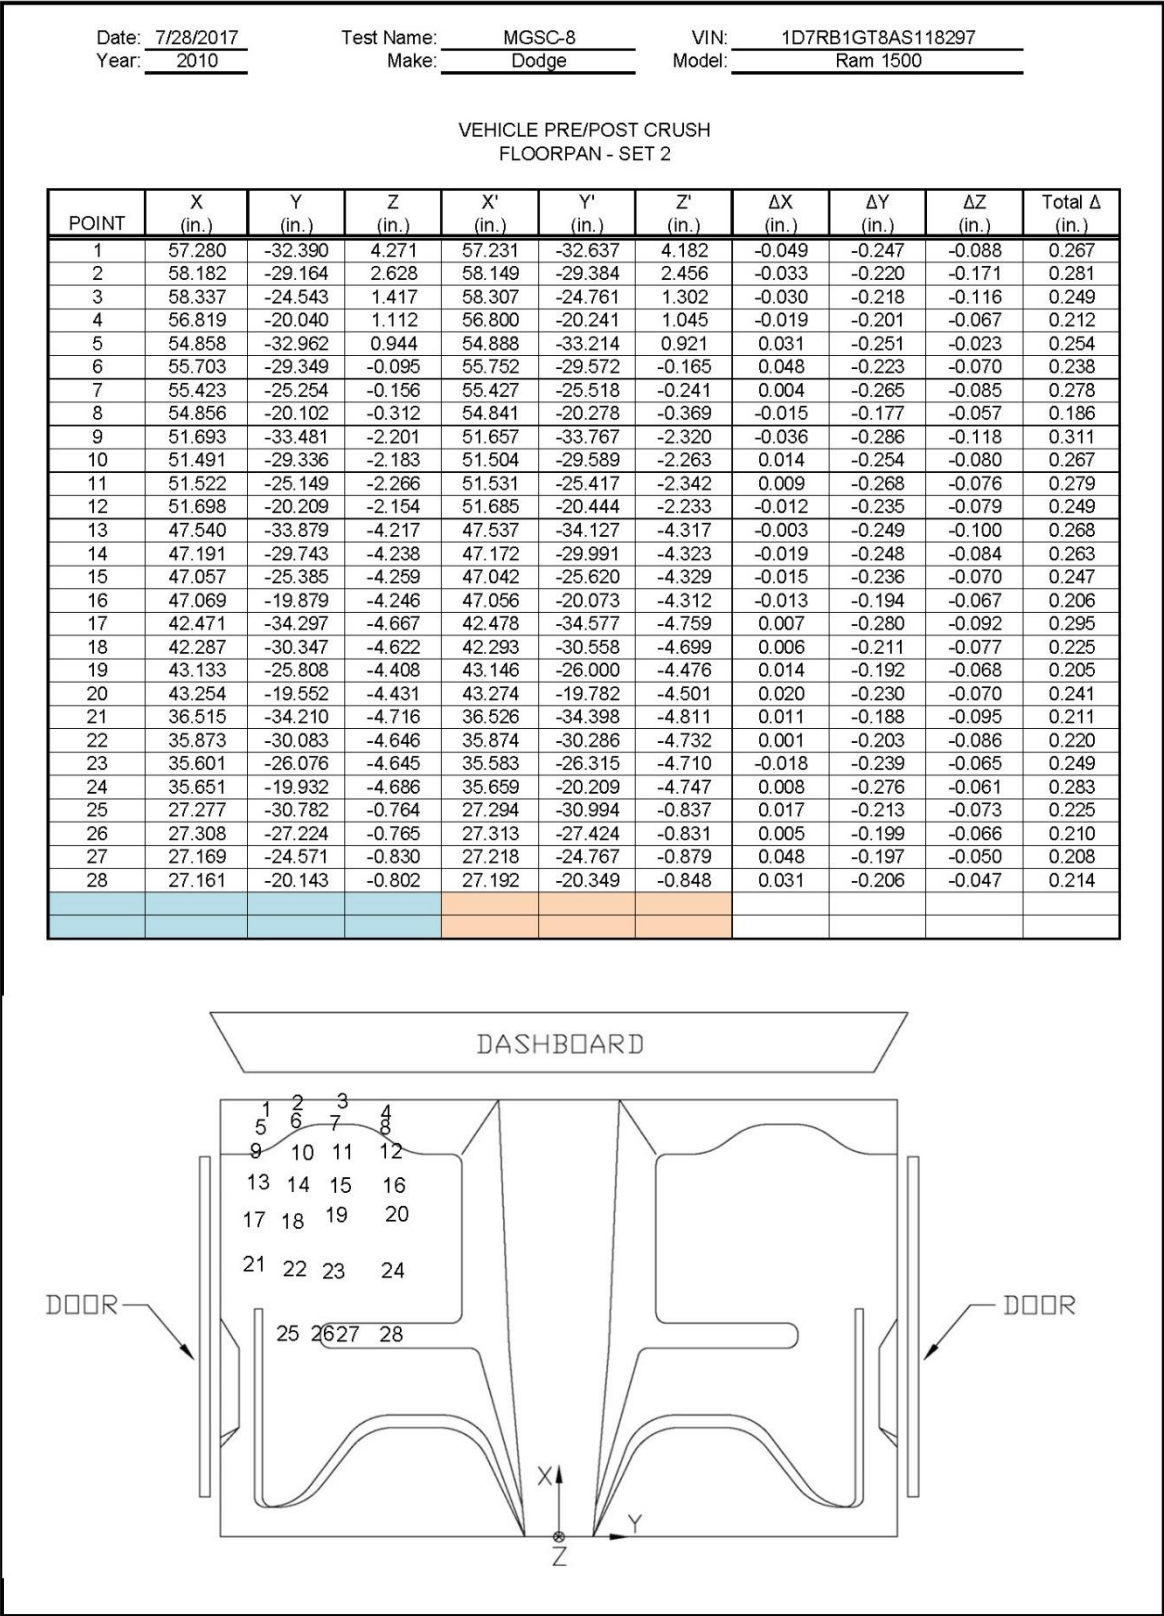 Date: 7/28/2017 Test Name: MGSC-8 VIN: 1D7RB1GT8AS118297
Year: 2010 Make: Dodge Model: Ram 1500
VEHICLE PRE/POST CRUSH
FLOORPAN - SET 2
POINT X (in.) Y (in.) Z (in.) X' (in.) Y' (in.) Z' (in.) ΔX (in.) ΔY (in.) ΔZ (in.) Total Δ (in.)
1 57.280 -32.390 4.271 57.231 -32.637 4.182 -0.049 -0.247 -0.088 0.267
2 58.182 -29.164 2.628 58.149 -29.384 2.456 -0.033 -0.220 -0.171 0.281
3 58.337 -24.543 1.417 58.307 -24.761 1.302 -0.030 -0.218 -0.116 0.249
4 56.819 -20.040 1.112 56.800 -20.241 1.045 -0.019 -0.201 -0.067 0.212
5 54.858 -32.962 0.944 54.888 -33.214 0.921 0.031 -0.251 -0.023 0.254
6 55.703 -29.349 -0.095 55.752 -29.572 -0.165 0.048 -0.223 -0.070 0.238
7 55.423 -25.254 -0.156 55.427 -25.518 -0.241 0.004 -0.265 -0.085 0.278
8 54.856 -20.102 -0.312 54.841 -20.278 -0.369 -0.015 -0.177 -0.057 0.186
9 51.693 -33.481 -2.201 51.657 -33.767 -2.320 -0.036 -0.286 -0.118 0.311
10 51.491 -29.336 -2.183 51.504 -29.589 -2.263 0.014 -0.254 -0.080 0.267
11 51.522 -25.149 -2.266 51.531 -25.417 -2.342 0.009 -0.268 -0.076 0.279
12 51.698 -20.209 -2.154 51.685 -20.444 -2.233 -0.012 -0.235 -0.079 0.249
13 47.540 -33.879 -4.217 47.537 -34.127 -4.317 -0.003 -0.249 -0.100 0.268
14 47.191 -29.743 -4.238 47.172 -29.991 -4.323 -0.019 -0.248 -0.084 0.263
15 47.057 -25.385 -4.259 47.042 -25.620 -4.329 -0.015 -0.236 -0.070 0.247
16 47.069 -19.879 -4.246 47.056 -20.073 -4.312 -0.013 -0.194 -0.067 0.206
17 42.471 -34.297 -4.667 42.478 -34.577 -4.759 0.007 -0.280 -0.092 0.295
18 42.287 -30.347 -4.622 42.293 -30.558 -4.699 0.006 -0.211 -0.077 0.225
19 43.133 -25.808 -4.408 43.146 -26.000 -4.476 0.014 -0.192 -0.068 0.205
20 43.254 -19.552 -4.431 43.274 -19.782 -4.501 0.020 -0.230 -0.070 0.241
21 36.515 -34.210 -4.716 36.526 -34.398 -4.811 0.011 -0.188 -0.095 0.211
22 35.873 -30.083 -4.646 35.874 -30.286 -4.732 0.001 -0.203 -0.086 0.220
23 35.601 -26.076 -4.645 35.583 -26.315 -4.710 -0.018 -0.239 -0.065 0.249
24 35.651 -19.932 -4.686 35.659 -20.209 -4.747 0.008 -0.276 -0.061 0.283
25 27.277 -30.782 -0.764 27.294 -30.994 -0.837 0.017 -0.213 -0.073 0.225
26 27.308 -27.224 -0.765 27.313 -27.424 -0.831 0.005 -0.199 -0.066 0.210
27 27.169 -24.571 -0.830 27.218 -24.767 -0.879 0.048 -0.197 -0.050 0.208
28 27.161 -20.143 -0.802 27.192 -20.349 -0.848 0.031 -0.206 -0.047 0.214
DASHBOARD
1 2 3 4
5 6 7 8
9 10 11 12
13 14 15 16
17 18 19 20
21 22 23 24
DOOR DOOR
25 26 27 28
X
Y
Z